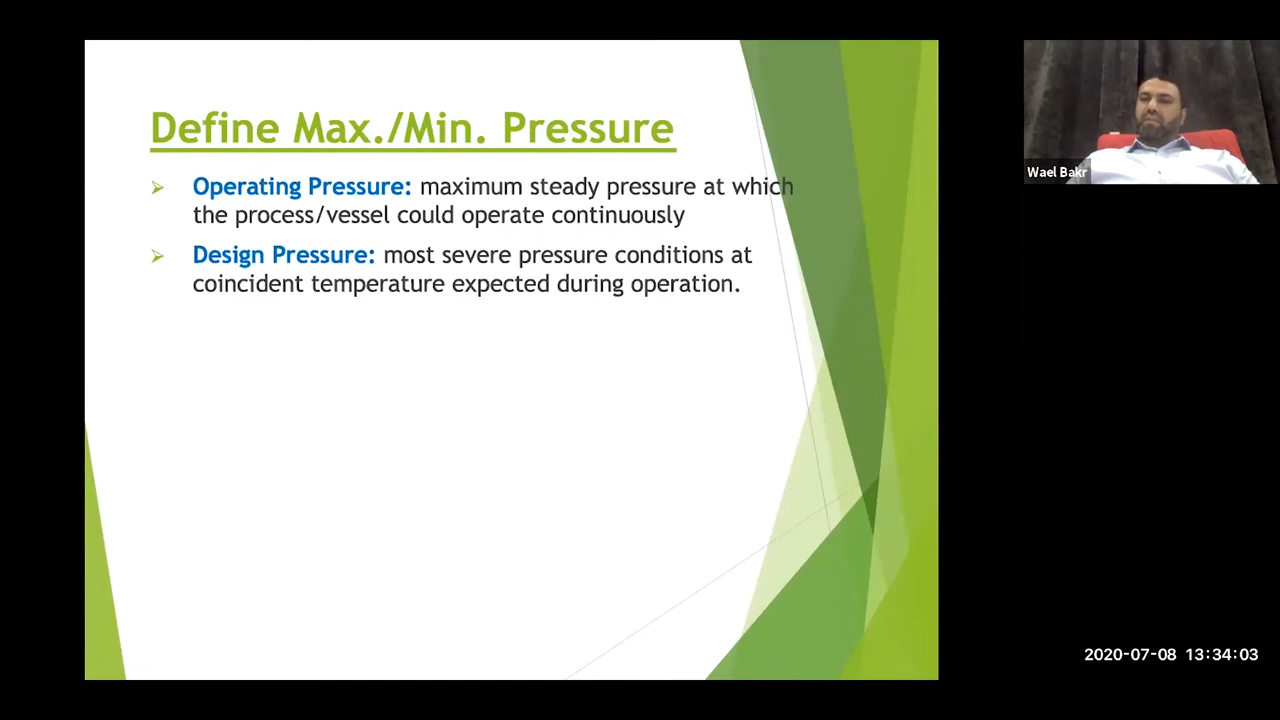 Define Max./Min. Pressure
Operating Pressure: maximum steady pressure at which
the process/vessel could operate continuously
Design Pressure: most severe pressure conditions at
coincident temperature expected during operation.
Wael Bakr
2020-07-08 13:34:03